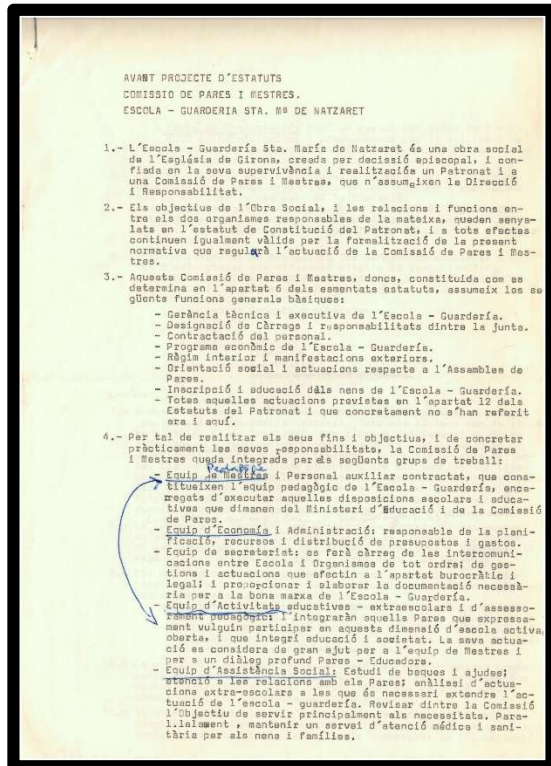 AVANT PROJECTE D´ESTATUTS
COMISSIO DE PARES I MESTRES.
ESCOLA - GUARDERIA STA. Mª DE NATZARET
1.- L´Escola - Guardería Sta. María de Natzaret és una obra social
de l´Església de Girona, creada per decissió episcopal, i con-
fiada en la seva supervivència i realització a un Patronat i a
una Comissió de Pares i Mestres, que n´assumeixen la Direcció
i Responsabilitat.
2.- Els objectius de l´Obra Social, i les relacions i funcions en-
tre els dos organismes responsables de la mateixa, queden senya-
lats en l´estatut de Constitució del Patronat, i a tots efectes
continuen igualment vàlids per la formalització de la present
normativa que regularà l´actuació de la Comissió de Pares i Mes-
tres.
3.- Aquesta Comissió de Pares i Mestres, doncs, constituida com es
determina en l´apartat 6 dels esmentats estatuts, assumeix les se
güents funcions generals bàsiques:
- Gerència tècnica i executiva de l´Escola - Guardería.
- Designació de Càrregs i responsabilitats dintre la junta.
- Contractació del personal.
- Programa econòmic de l´Escola - Guardería.
- Règim interior i manifestacions exteriors.
- Orientació social i actuacions respecte a l´Assamblea de
Pares.
- Inscripció i educació dels nens de l´Escola - Guardería.
- Totes aquelles actuacions previstes en l´apartat 12 dels
Estatuts del Patronat i que concretament no s´han referit
ara i aquí.
4.- Per tal de realitzar els seus fins i objectius, i de concretar
pràcticament les seves responsabilitats, la Comissió de Pares
i Mestres queda integrada per els següents grups de treball:
- Equip de Mestres i Personal auxiliar contractat, que cons-
titueixen l´equip pedagògic de l´Escola - Guardería, enca-
rregats d´executar aquelles disposicions escolars i educa-
tives que dimanen del Ministeri d´Educació i de la Comissió
de Pares.
- Equip d´Economía i Administració: responsable de la plani-
ficació, recursos i distribució de presupostos i gastos.
- Equip de secreteriat: es ferà càrreg de les intercomuni-
cacions entre Escola i Organismes de tot ordre; de ges-
tions i actuacions que afectin a l´apartat burocràtic i
legal; i proporcionar i elaborar la documentació necessà-
ria per a la bona marxa de l´Escola - Guardería.
- Equip d´Activitats educatives - extraescolars i d´assesso-
rament pedagògic: l´integraràn aquells Pares que expressa-
ment vulguin participar en aquesta dimensió d´escola activa,
oberta, i que integri educació i societat. La seva actua-
ció es considera de gran ajut per a l´equip de Mestres i
per a un diàleg profund Pares - Educadors.
- Equip d´Assistència Social: Estudi de beques i ajudes;
atenció a les relacions amb els Pares; anàlissi d´actua-
cions extra-escolars a les que és necessari extendre l´ac-
tuació de l´escola - guardería. Revisar dintre la Comissió
l´Objectiu de servir principalment als necessitats. Para-
l.lalament , mantenir un servei d´atenció médica i sani-
tària per als nens i families.